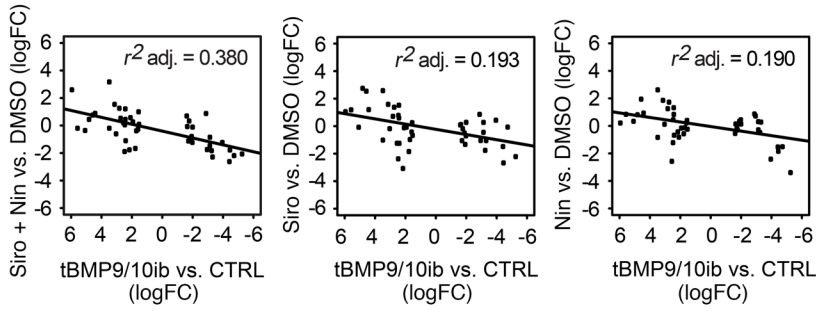 Siro + Nin vs. DMSO (logFC)
r² adj. = 0.380
6
4
2
0
-2
-4
-6
6 4 2 0 -2 -4 -6
tBMP9/10ib vs. CTRL
(logFC)
Siro vs. DMSO (logFC)
r² adj. = 0.193
6
4
2
0
-2
-4
-6
6 4 2 0 -2 -4 -6
tBMP9/10ib vs. CTRL
(logFC)
Nin vs. DMSO (logFC)
r² adj. = 0.190
6
4
2
0
-2
-4
-6
6 4 2 0 -2 -4 -6
tBMP9/10ib vs. CTRL
(logFC)